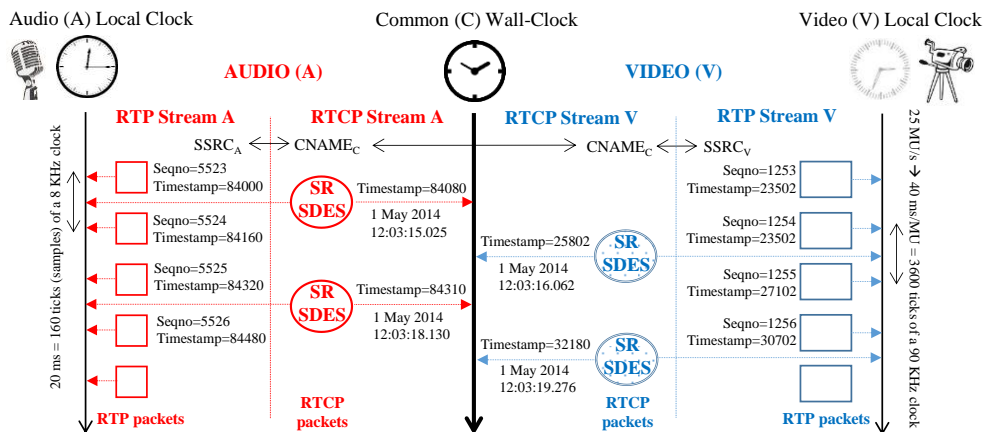 Audio (A) Local Clock
Common (C) Wall-Clock
Video (V) Local Clock
AUDIO (A)
VIDEO (V)
RTP Stream A
RTCP Stream A
RTCP Stream V
RTP Stream V
SSRC_A
CNAME_C
CNAME_C
SSRC_V
20 ms = 160 ticks (samples) of a 8 KHz clock
Seqno=5523
Timestamp=84000
SR
SDES
Timestamp=84080
1 May 2014
12:03:15.025
Seqno=5524
Timestamp=84160
Seqno=5525
Timestamp=84320
SR
SDES
Timestamp=84310
1 May 2014
12:03:18.130
Seqno=5526
Timestamp=84480
RTP packets
RTCP
packets
Timestamp=25802
SR
SDES
1 May 2014
12:03:16.062
Timestamp=32180
SR
SDES
1 May 2014
12:03:19.276
RTCP
packets
Seqno=1253
Timestamp=23502
Seqno=1254
Timestamp=23502
Seqno=1255
Timestamp=27102
Seqno=1256
Timestamp=30702
RTP packets
25 MU/s → 40 ms/MU = 3600 ticks of a 90 KHz clock